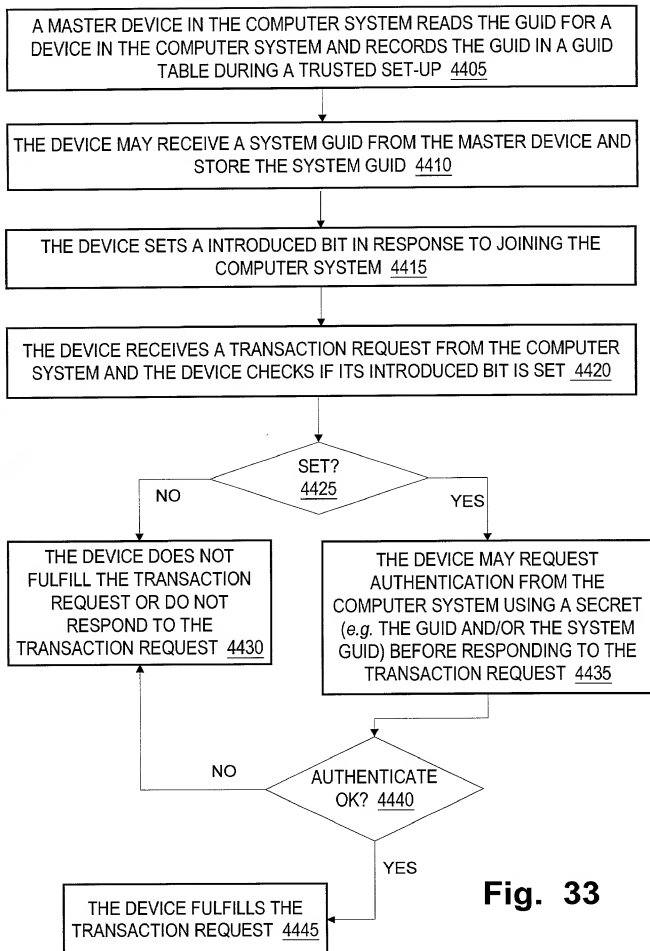 A MASTER DEVICE IN THE COMPUTER SYSTEM READS THE GUID FOR A
DEVICE IN THE COMPUTER SYSTEM AND RECORDS THE GUID IN A GUID
TABLE DURING A TRUSTED SET-UP 4405
THE DEVICE MAY RECEIVE A SYSTEM GUID FROM THE MASTER DEVICE AND
STORE THE SYSTEM GUID 4410
THE DEVICE SETS A INTRODUCED BIT IN RESPONSE TO JOINING THE
COMPUTER SYSTEM 4415
THE DEVICE RECEIVES A TRANSACTION REQUEST FROM THE COMPUTER
SYSTEM AND THE DEVICE CHECKS IF ITS INTRODUCED BIT IS SET 4420
SET?
4425
NO
YES
THE DEVICE DOES NOT
FULFILL THE TRANSACTION
REQUEST OR DO NOT
RESPOND TO THE
TRANSACTION REQUEST 4430
THE DEVICE MAY REQUEST
AUTHENTICATION FROM THE
COMPUTER SYSTEM USING A SECRET
(e.g. THE GUID AND/OR THE SYSTEM
GUID) BEFORE RESPONDING TO THE
TRANSACTION REQUEST 4435
NO
AUTHENTICATE
OK? 4440
YES
THE DEVICE FULFILLS THE
TRANSACTION REQUEST 4445
Fig. 33